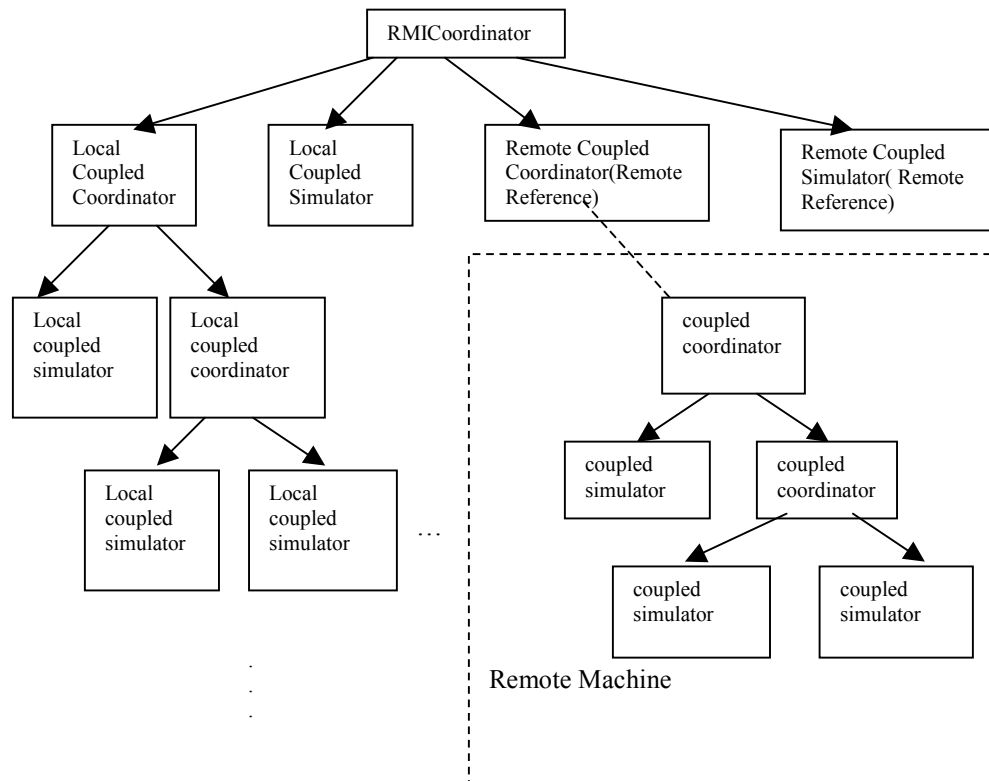 RMICoordinator
Local
Coupled
Coordinator
Local
Coupled
Simulator
Remote Coupled
Coordinator(Remote
Reference)
Remote Coupled
Simulator( Remote
Reference)
Local
coupled
simulator
Local
coupled
coordinator
coupled
coordinator
Local
coupled
simulator
Local
coupled
simulator
...
coupled
simulator
coupled
coordinator
coupled
simulator
coupled
simulator
Remote Machine
.
.
.